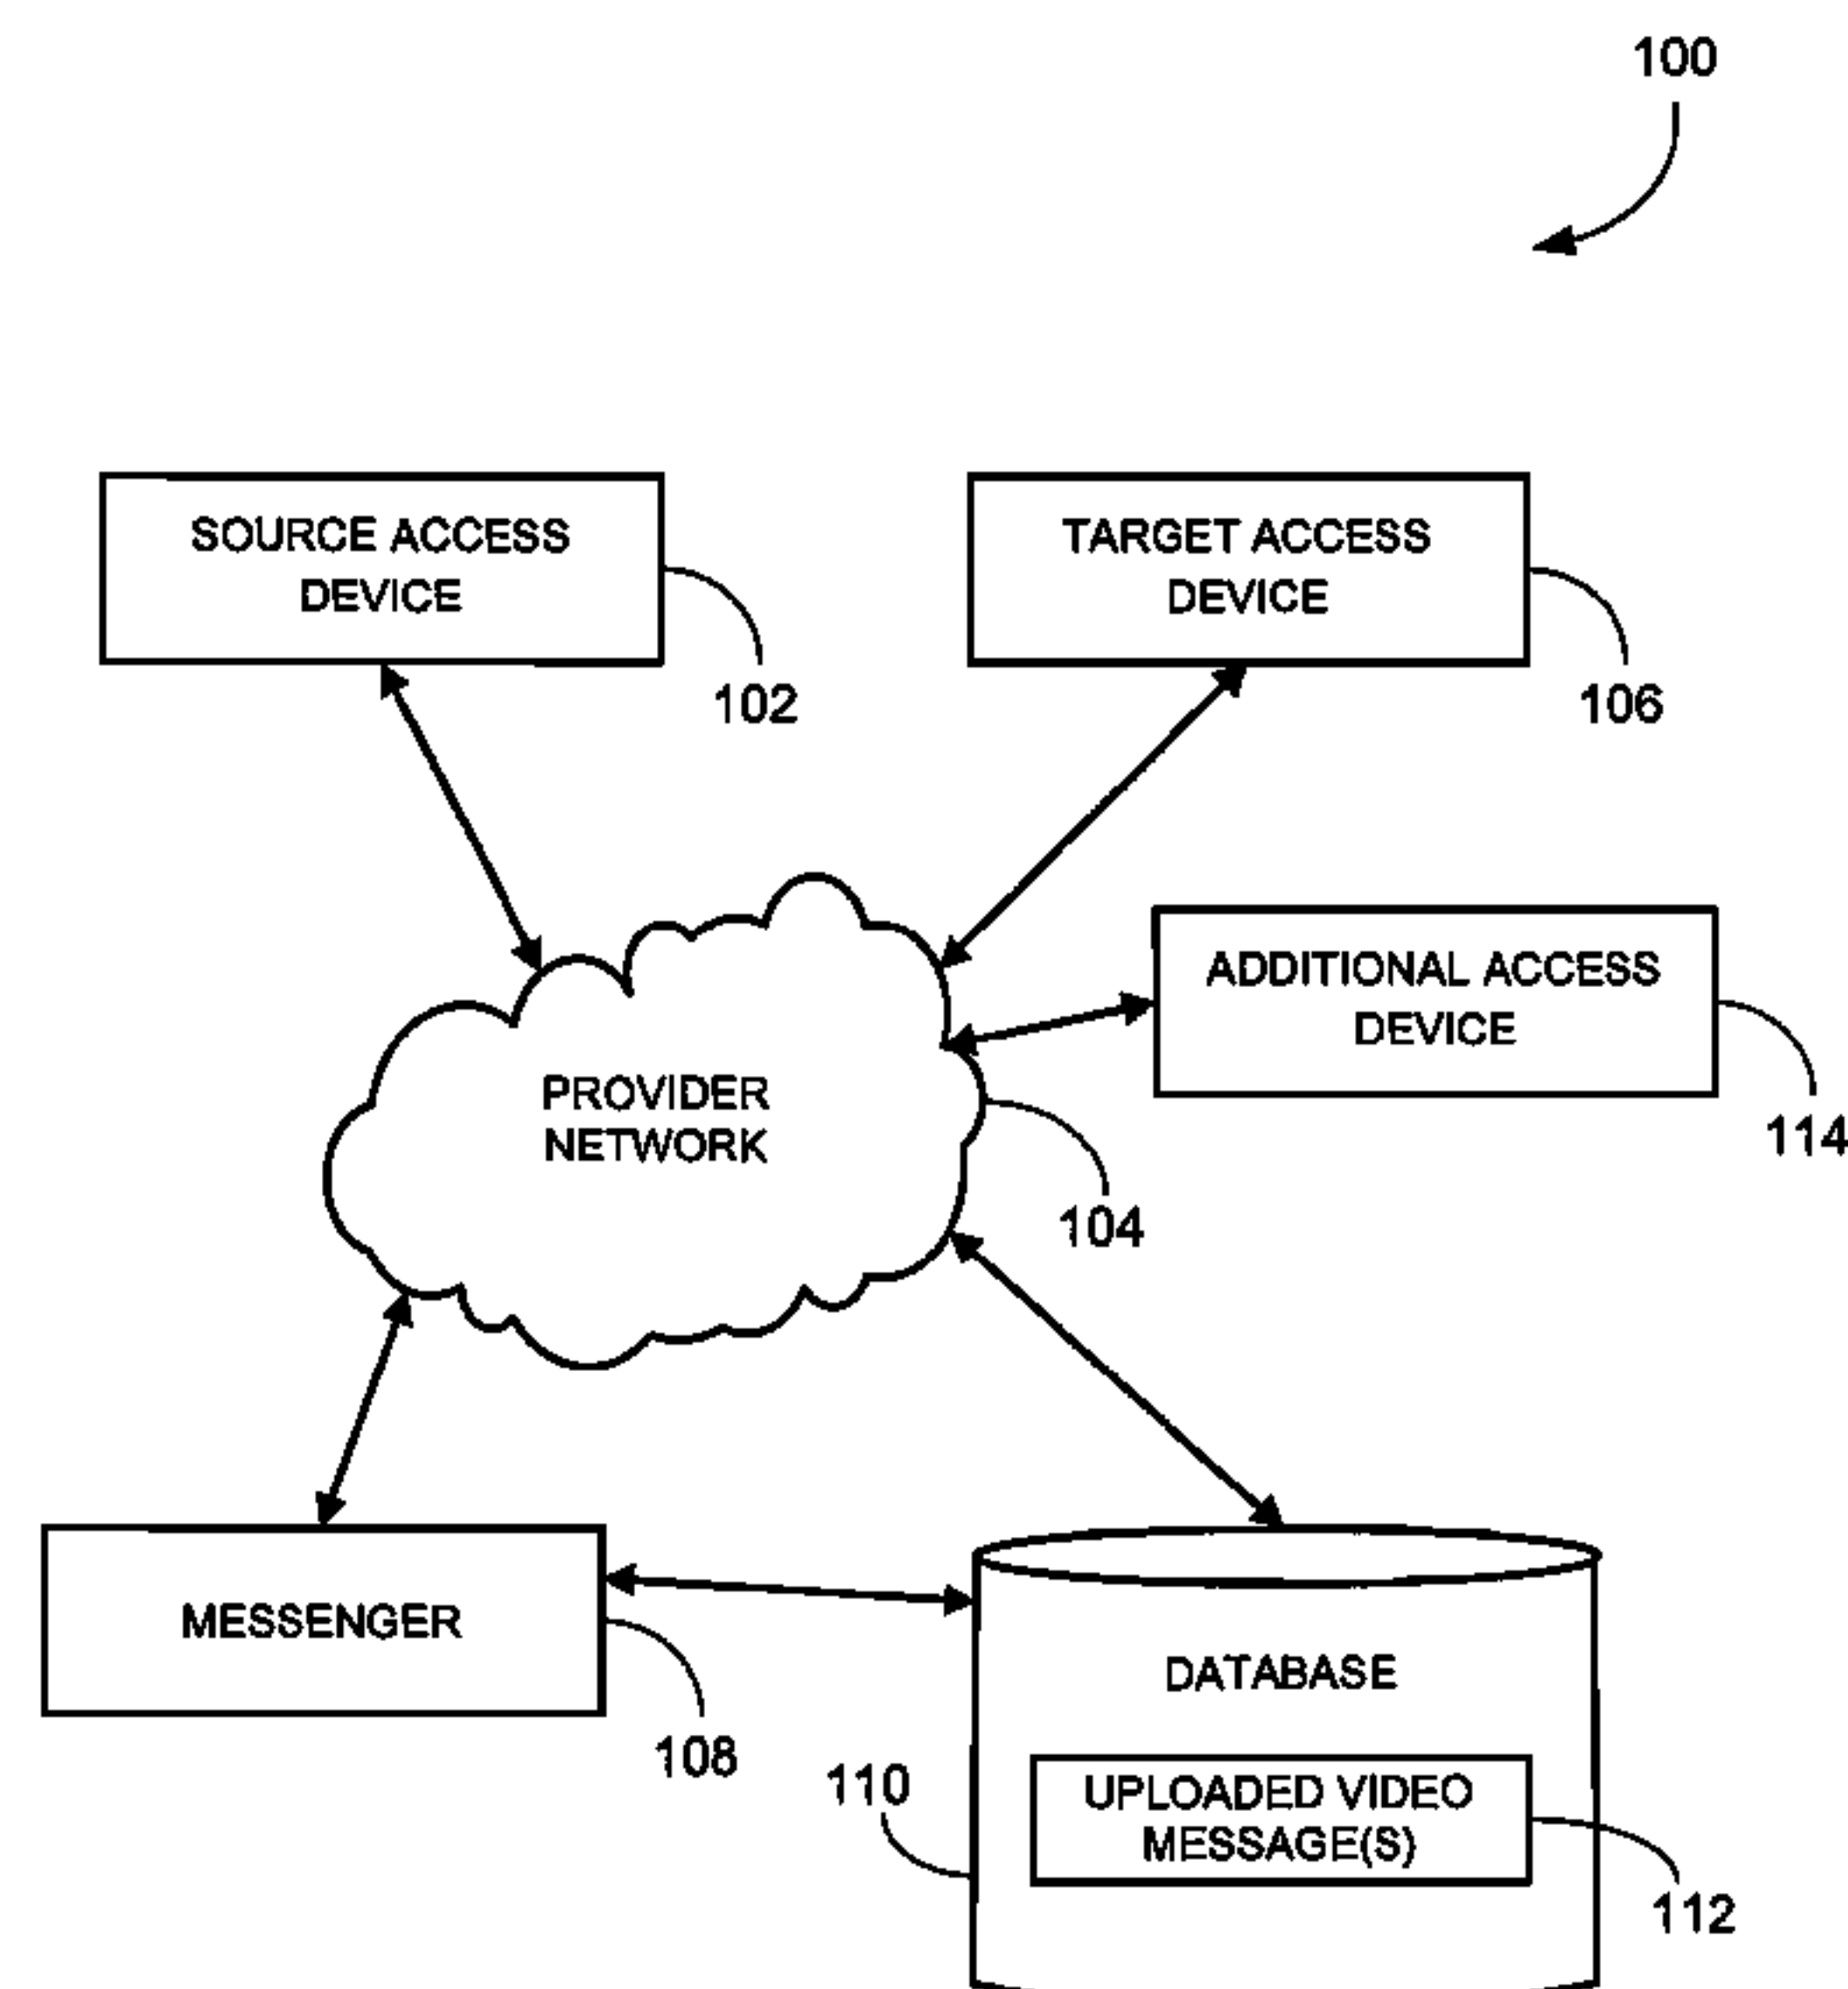 100
SOURCE ACCESS
DEVICE
102
TARGET ACCESS
DEVICE
106
ADDITIONAL ACCESS
DEVICE
114
PROVIDER
NETWORK
104
MESSENGER
108
DATABASE
110
UPLOADED VIDEO
MESSAGE(S)
112